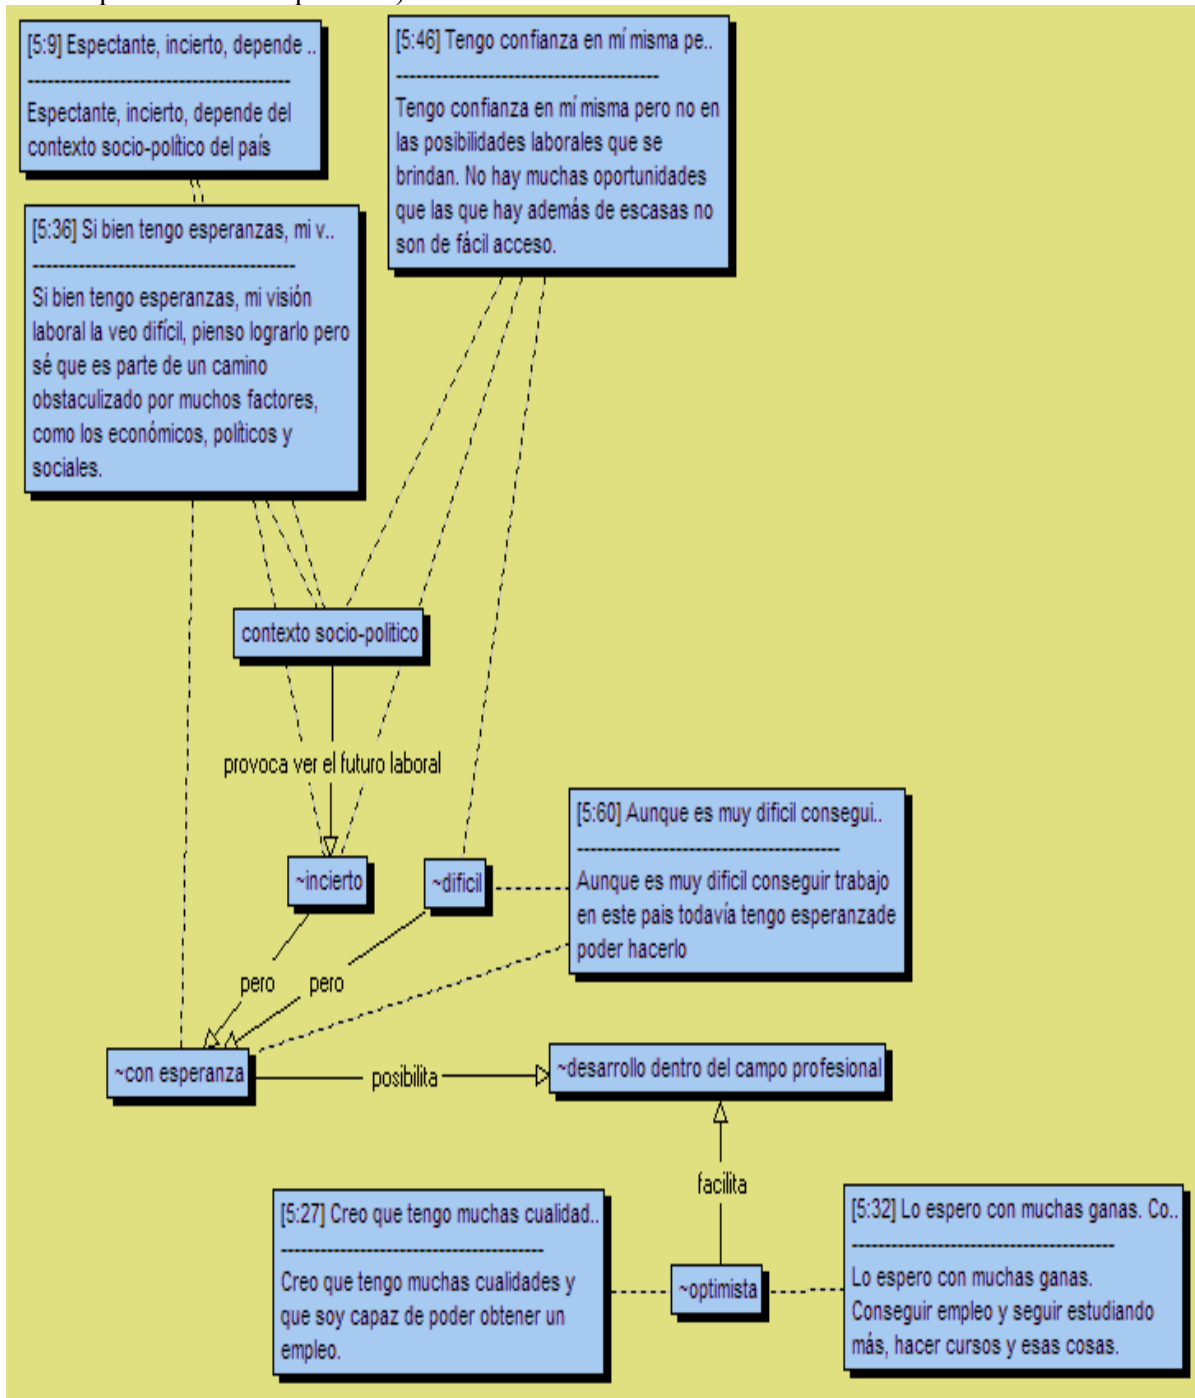 [5:9] Espectante, incierto, depende ..
------------------------------------
Espectante, incierto, depende del
contexto socio-político del país
[5:46] Tengo confianza en mí misma pe..
------------------------------------
Tengo confianza en mí misma pero no en
las posibilidades laborales que se
brindan. No hay muchas oportunidades
que las que hay además de escasas no
son de fácil acceso.
[5:36] Si bien tengo esperanzas, mi v..
------------------------------------
Si bien tengo esperanzas, mi visión
laboral la veo difícil, pienso lograrlo pero
sé que es parte de un camino
obstaculizado por muchos factores,
como los económicos, políticos y
sociales.
contexto socio-politico
provoca ver el futuro laboral
~incierto
~dificil
[5:60] Aunque es muy dificil consegui..
------------------------------------
Aunque es muy dificil conseguir trabajo
en este pais todavía tengo esperanzade
poder hacerlo
pero
pero
~con esperanza
posibilita
~desarrollo dentro del campo profesional
facilita
[5:27] Creo que tengo muchas cualidad..
------------------------------------
Creo que tengo muchas cualidades y
que soy capaz de poder obtener un
empleo.
~optimista
[5:32] Lo espero con muchas ganas. Co..
------------------------------------
Lo espero con muchas ganas.
Conseguir empleo y seguir estudiando
más, hacer cursos y esas cosas.